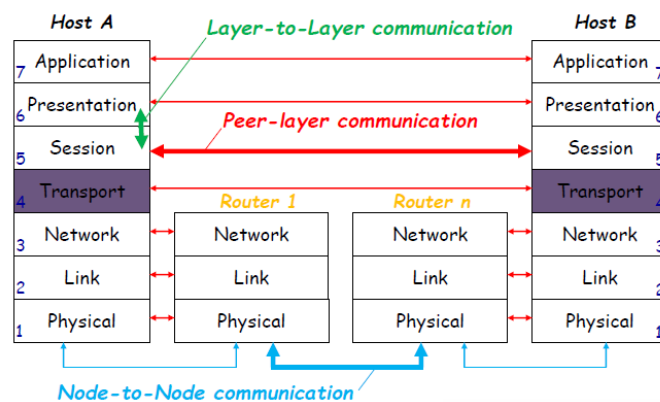 Host A
Host B
Layer-to-Layer communication
7 Application
Application 7
6 Presentation
Presentation 6
Peer-layer communication
5 Session
Session 5
4 Transport
Transport 4
Router 1
Router n
3 Network
Network
Network
Network 3
2 Link
Link
Link
Link 2
1 Physical
Physical
Physical
Physical 1
Node-to-Node communication